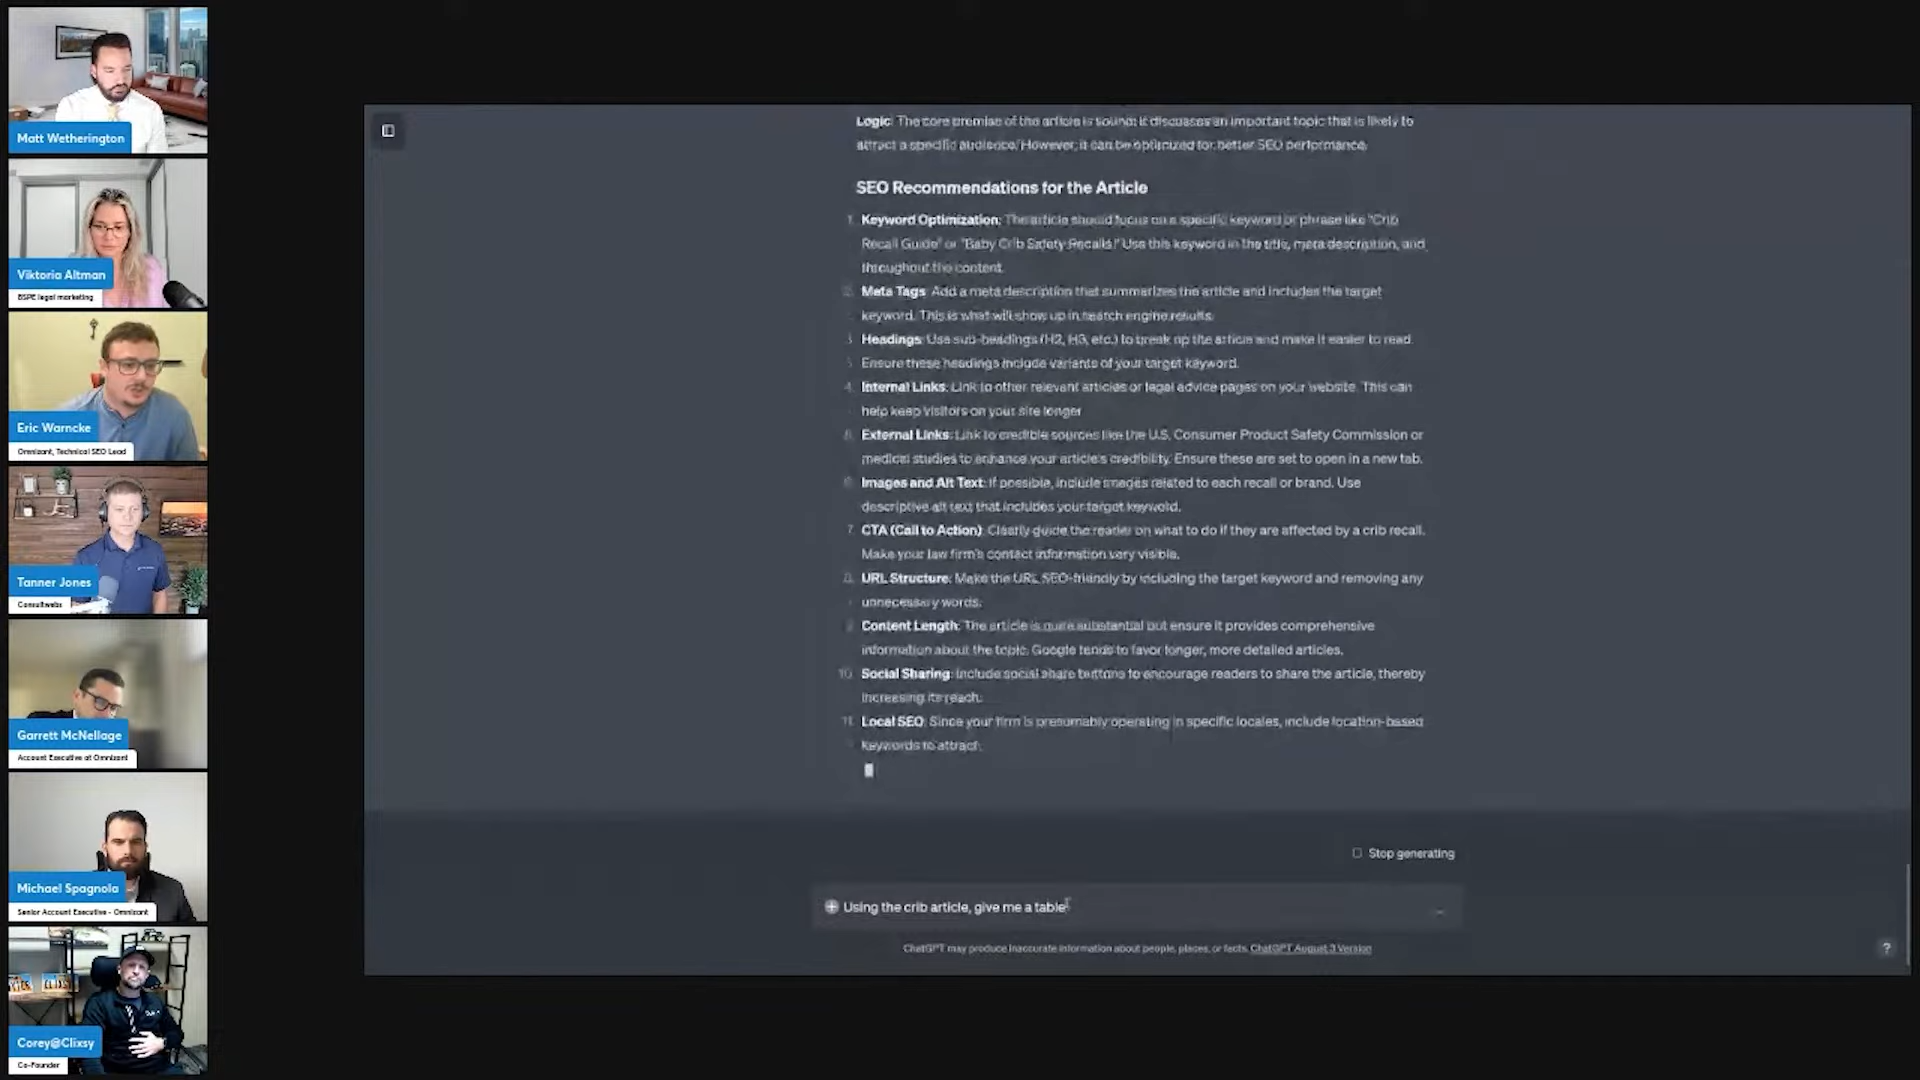 Matt Wetherington
Viktoria Altman
BSPE legal marketing
Eric Warncke
Omnizant, Technical SEO Lead
Tanner Jones
Consultwebs
Garrett McNellage
Account Executive at Omnizant
Michael Spagnola
Senior Account Executive - Omnizant
Corey@Clixsy
Co-Founder
Logic: The core premise of the article is sound: it discusses an important topic that is likely to
attract a specific audience. However, it can be optimized for better SEO performance.
SEO Recommendations for the Article
1. Keyword Optimization: The article should focus on a specific keyword or phrase like "Crib
Recall Guide" or "Baby Crib Safety Recalls." Use this keyword in the title, meta description, and
throughout the content.
2. Meta Tags: Add a meta description that summarizes the article and includes the target
keyword. This is what will show up in search engine results.
3. Headings: Use sub-headings (H2, H3, etc.) to break up the article and make it easier to read.
Ensure these headings include variants of your target keyword.
4. Internal Links: Link to other relevant articles or legal advice pages on your website. This can
help keep visitors on your site longer
5. External Links: Link to credible sources like the U.S. Consumer Product Safety Commission or
medical studies to enhance your article's credibility. Ensure these are set to open in a new tab.
6. Images and Alt Text: If possible, include images related to each recall or brand. Use
descriptive alt text that includes your target keyword.
7. CTA (Call to Action): Clearly guide the reader on what to do if they are affected by a crib recall.
Make your law firm's contact information very visible.
8. URL Structure: Make the URL SEO-friendly by including the target keyword and removing any
unnecessary words.
9. Content Length: The article is quite substantial but ensure it provides comprehensive
information about the topic. Google tends to favor longer, more detailed articles.
10. Social Sharing: Include social share buttons to encourage readers to share the article, thereby
increasing its reach.
11. Local SEO: Since your firm is presumably operating in specific locales, include location-based
keywords to attract.
Stop generating
Using the crib article, give me a table
ChatGPT may produce inaccurate information about people, places, or facts. ChatGPT August 3 Version
?